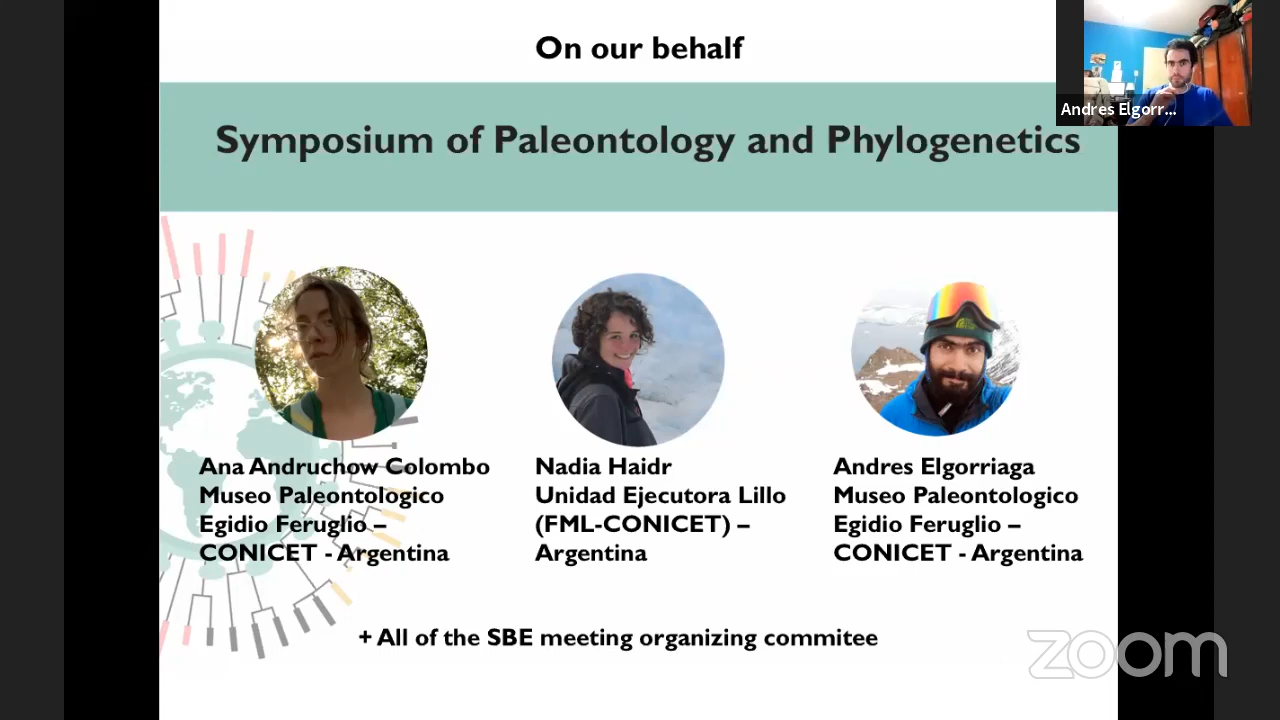 On our behalf
Symposium of Paleontology and Phylogenetics
Andres Elgorr...
Ana Andruchow Colombo
Museo Paleontologico
Egidio Feruglio –
CONICET - Argentina
Nadia Haidr
Unidad Ejecutora Lillo
(FML-CONICET) –
Argentina
Andres Elgorriaga
Museo Paleontologico
Egidio Feruglio –
CONICET - Argentina
+ All of the SBE meeting organizing commitee
zoom